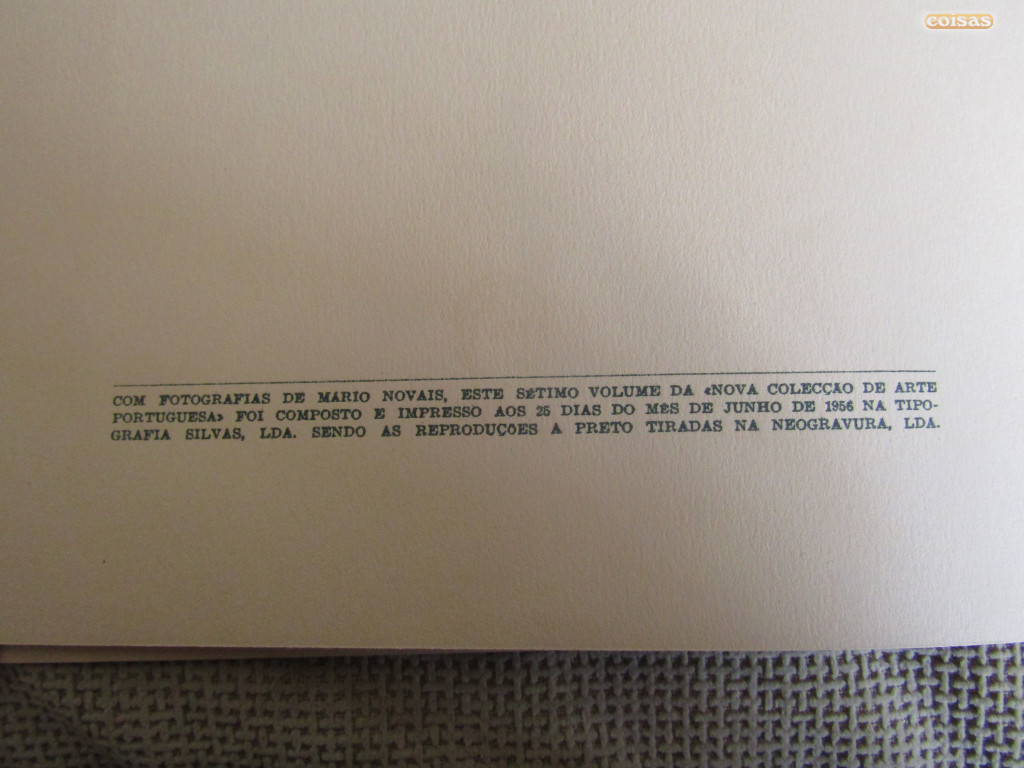 coisas
COM FOTOGRAFIAS DE MARIO NOVAIS, ESTE SÉTIMO VOLUME DA «NOVA COLECÇÃO DE ARTE
PORTUGUESA» FOI COMPOSTO E IMPRESSO AOS 25 DIAS DO MÊS DE JUNHO DE 1956 NA TIPO-
GRAFIA SILVAS, LDA. SENDO AS REPRODUÇÕES A PRETO TIRADAS NA NEOGRAVURA, LDA.